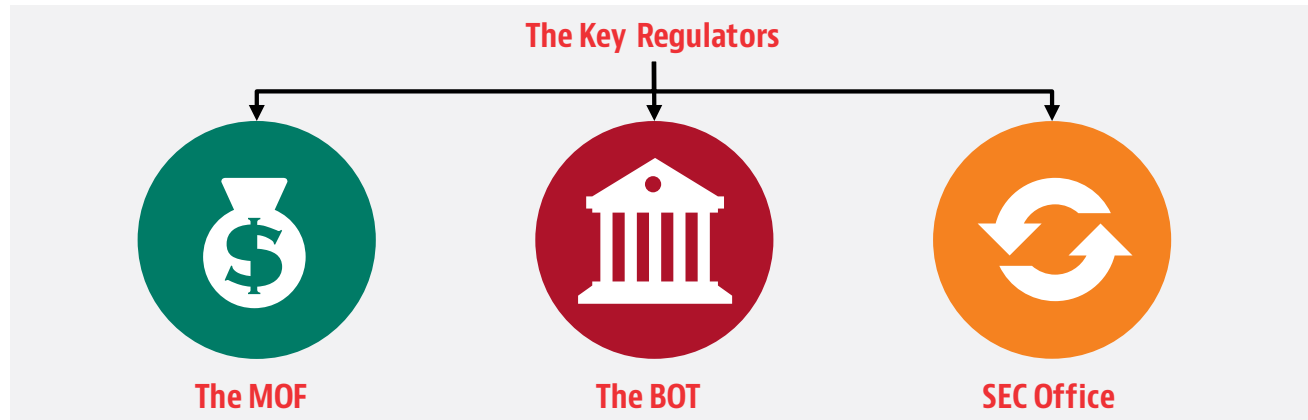 The Key Regulators
The MOF
The BOT
SEC Office
$